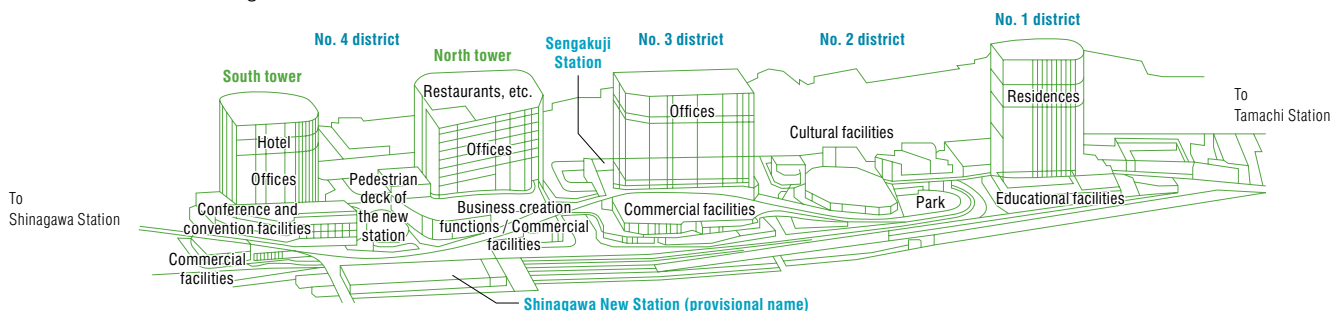 No. 1 district
No. 4 district
North tower
Sengakuji
Station
No. 3 district
No. 2 district
South tower
Restaurants, etc.
Offices
Residences
To
Tamachi Station
Cultural facilities
Hotel
Offices
Offices
Pedestrian
deck of
the new
station
To
Shinagawa Station
Conference and
convention facilities
Business creation
functions / Commercial
facilities
Commercial facilities
Park
Educational facilities
Commercial
facilities
Shinagawa New Station (provisional name)